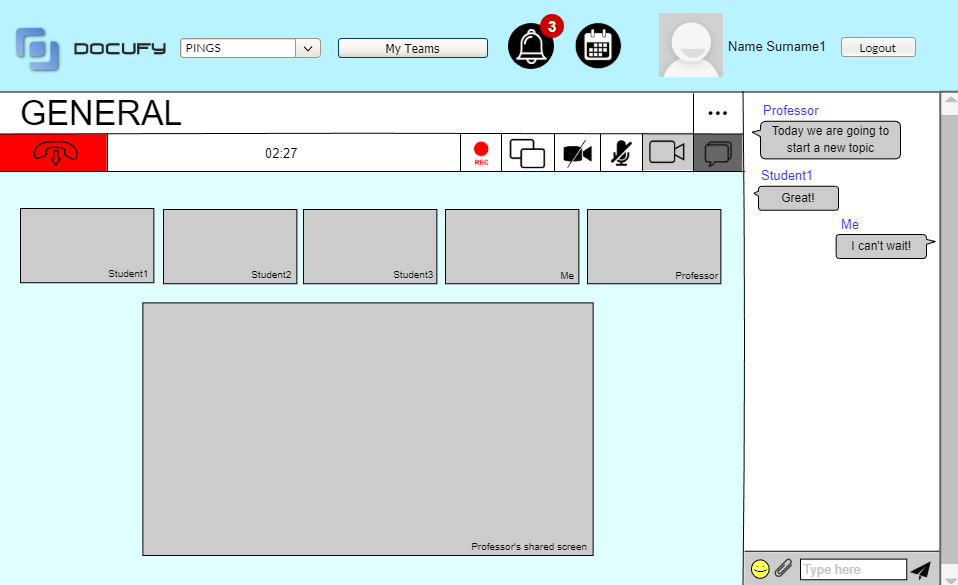 DOCUFY
PINGS
My Teams
3
Name Surname1
Logout
GENERAL
...
02:27
REC
Student1
Student2
Student3
Me
Professor
Professor's shared screen
Professor
Today we are going to
start a new topic
Student1
Great!
Me
I can't wait!
Type here